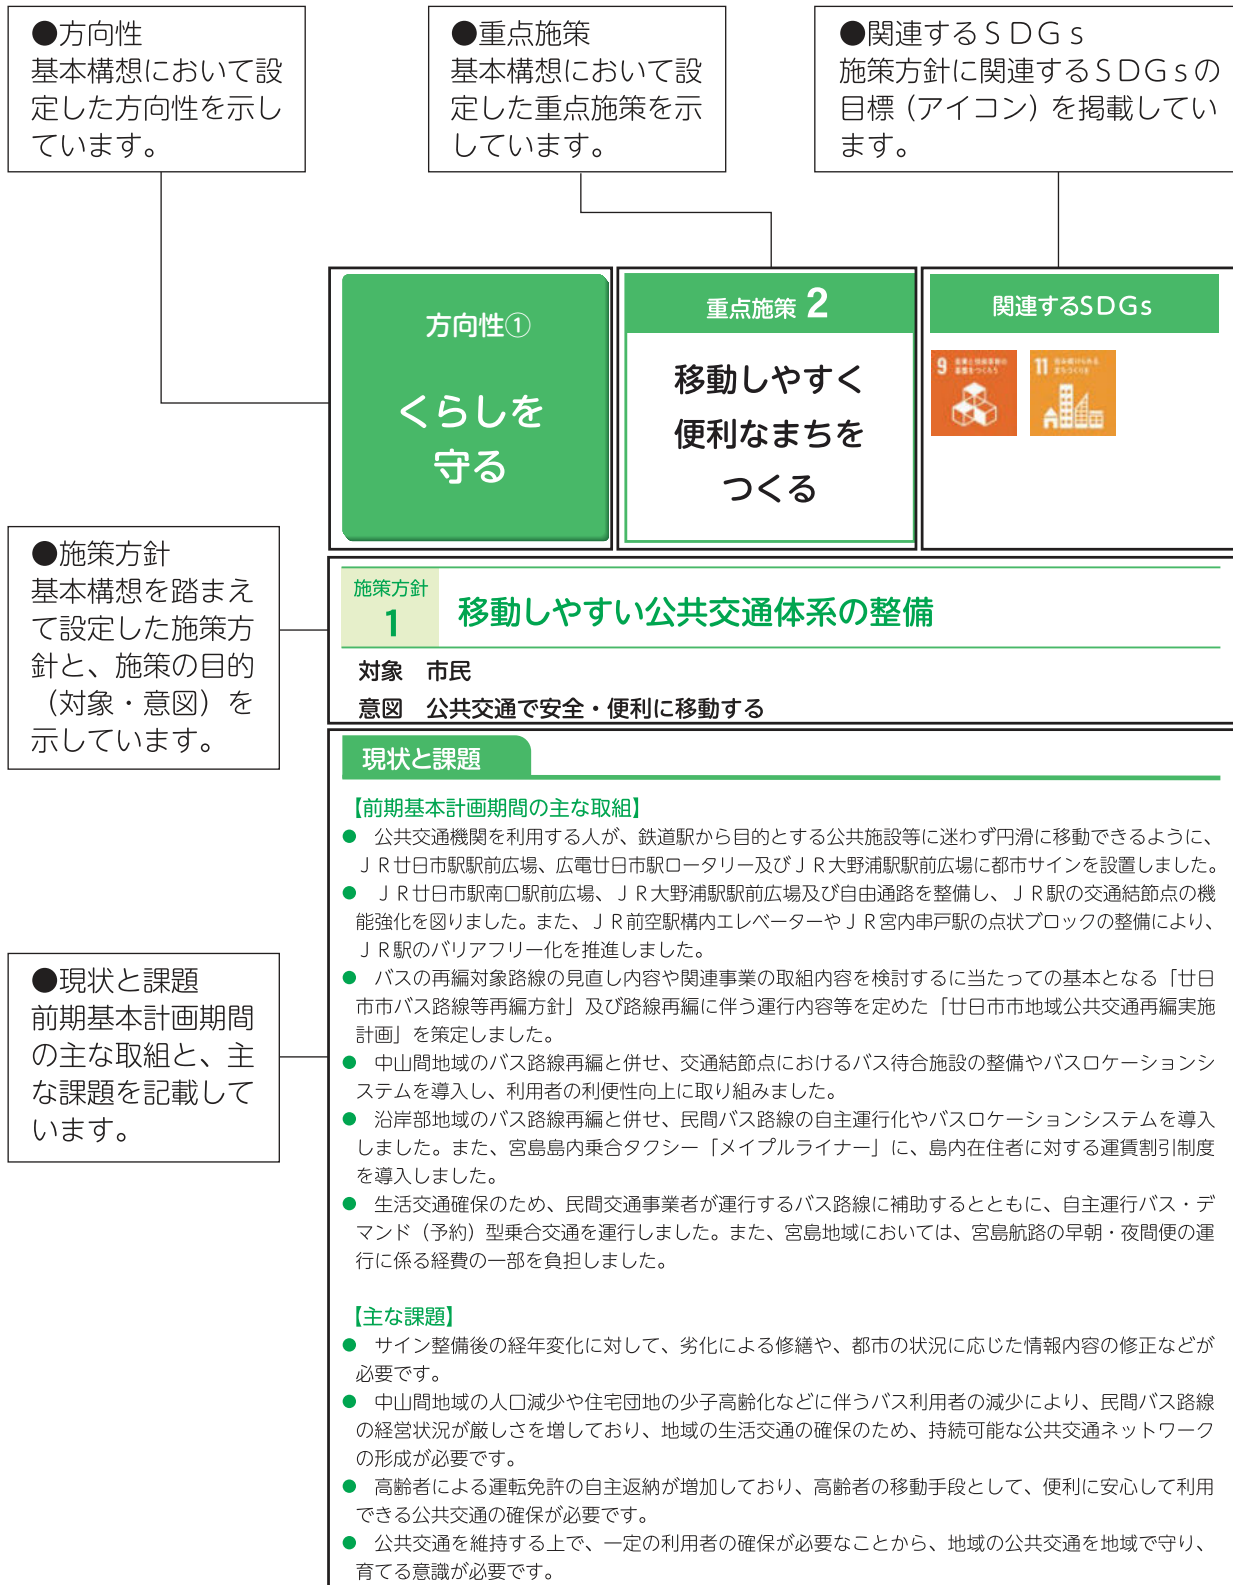 ●方向性
基本構想において設
定した方向性を示し
ています。
●重点施策
基本構想において設
定した重点施策を示
しています。
●関連するＳＤＧｓ
施策方針に関連するＳＤＧｓの
目標（アイコン）を掲載してい
ます。
方向性①
くらしを
守る
重点施策 2
移動しやすく
便利なまちを
つくる
関連するSDGs
9 産業と技術革新の
基盤をつくろう
11 住み続けられる
まちづくりを
●施策方針
基本構想を踏まえ
て設定した施策方
針と、施策の目的
（対象・意図）を
示しています。
施策方針
1
移動しやすい公共交通体系の整備
対象　市民
意図　公共交通で安全・便利に移動する
●現状と課題
前期基本計画期間
の主な取組と、主
な課題を記載して
います。
現状と課題
【前期基本計画期間の主な取組】
●　公共交通機関を利用する人が、鉄道駅から目的とする公共施設等に迷わず円滑に移動できるように、
ＪＲ廿日市駅駅前広場、広電廿日市駅ロータリー及びＪＲ大野浦駅駅前広場に都市サインを設置しました。
●　ＪＲ廿日市駅南口駅前広場、ＪＲ大野浦駅駅前広場及び自由通路を整備し、ＪＲ駅の交通結節点の機
能強化を図りました。また、ＪＲ前空駅構内エレベーターやＪＲ宮内串戸駅の点状ブロックの整備により、
ＪＲ駅のバリアフリー化を推進しました。
●　バスの再編対象路線の見直し内容や関連事業の取組内容を検討するに当たっての基本となる「廿日
市市バス路線等再編方針」及び路線再編に伴う運行内容等を定めた「廿日市市地域公共交通再編実施
計画」を策定しました。
●　中山間地域のバス路線再編と併せ、交通結節点におけるバス待合施設の整備やバスロケーションシ
ステムを導入し、利用者の利便性向上に取り組みました。
●　沿岸部地域のバス路線再編と併せ、民間バス路線の自主運行化やバスロケーションシステムを導入
しました。また、宮島島内乗合タクシー「メイプルライナー」に、島内在住者に対する運賃割引制度
を導入しました。
●　生活交通確保のため、民間交通事業者が運行するバス路線に補助するとともに、自主運行バス・デ
マンド（予約）型乗合交通を運行しました。また、宮島地域においては、宮島航路の早朝・夜間便の運
行に係る経費の一部を負担しました。
【主な課題】
●　サイン整備後の経年変化に対して、劣化による修繕や、都市の状況に応じた情報内容の修正などが
必要です。
●　中山間地域の人口減少や住宅団地の少子高齢化などに伴うバス利用者の減少により、民間バス路線
の経営状況が厳しさを増しており、地域の生活交通の確保のため、持続可能な公共交通ネットワーク
の形成が必要です。
●　高齢者による運転免許の自主返納が増加しており、高齢者の移動手段として、便利に安心して利用
できる公共交通の確保が必要です。
●　公共交通を維持する上で、一定の利用者の確保が必要なことから、地域の公共交通を地域で守り、
育てる意識が必要です。